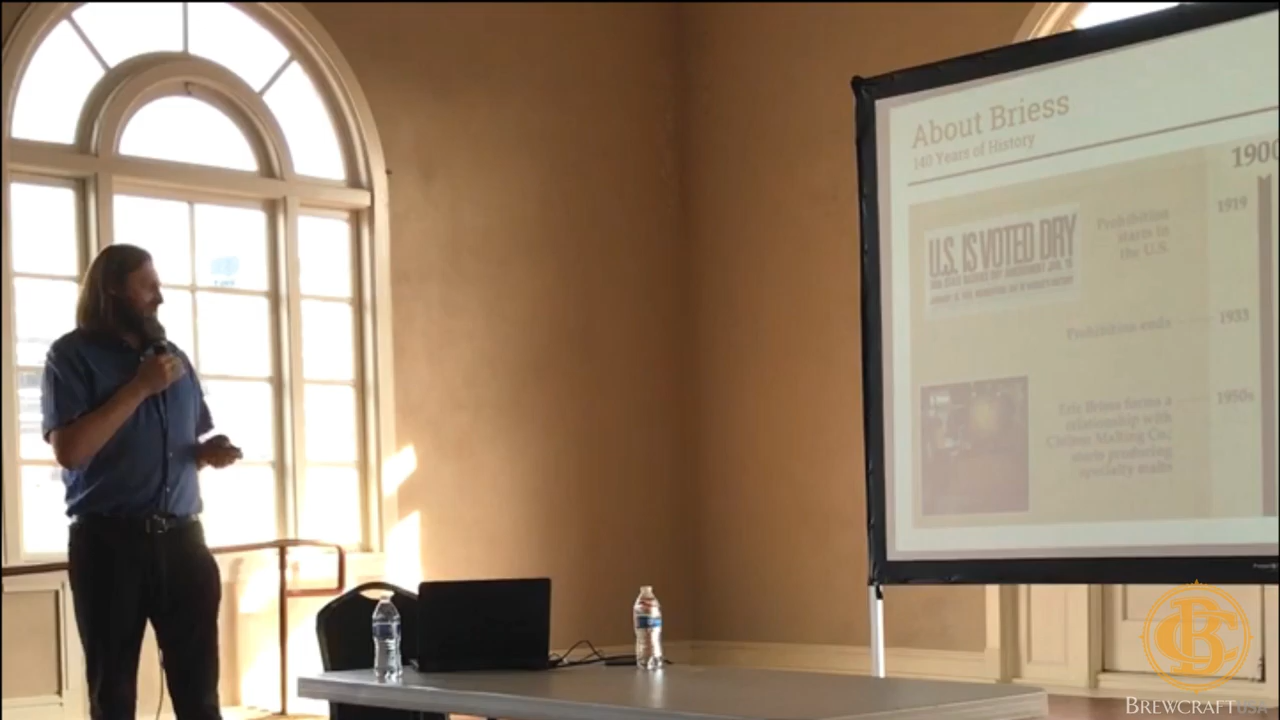 About Briess
140 Years of History
1900
1919
Prohibition
starts in
the U.S.
U.S. IS VOTED DRY
Prohibition ends
1933
1950s
Eric Briess forms a
relationship with
Chilton Malting Co;
starts producing
specialty malts
BREWCRAFT USA